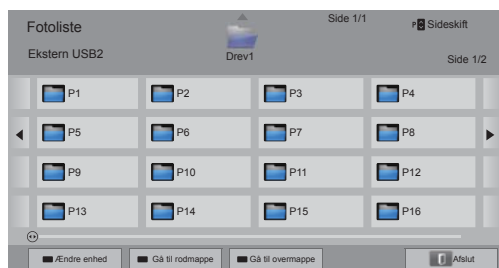 Fotoliste
Side 1/1
P Sideskift
Ekstern USB2
Drev1
Side 1/2
P1 P2 P3 P4
P5 P6 P7 P8
P9 P10 P11 P12
P13 P14 P15 P16
Ændre enhed Gå til rodmappe Gå til overmappe Afslut